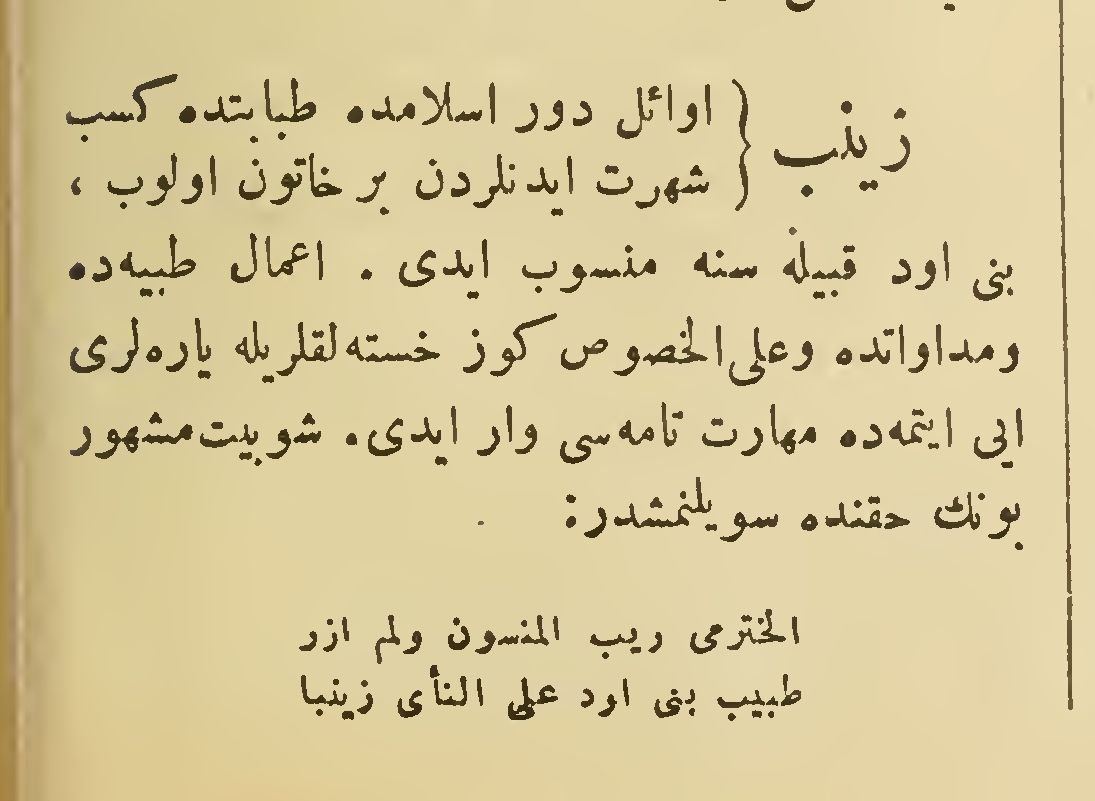 زينب { اوائل دور اسلامده طبابتده كسب
شهرت ايدنلردن بر خاتون اولوب ،
بنى اود قبيله سنه منسوب ايدى . اعمال طبيه‌ده
ومداواتده وعلى الخصوص كوز خسته‌لقلريله ياره‌لرى
ايى ايتمه‌ده مهارت تامه‌سى وار ايدى . شو بيت مشهور
بونك حقنده سويلنمشدر :
الخترمى ريب المنسون ولم ازر
طبيب بنى اود على النأى زينبا